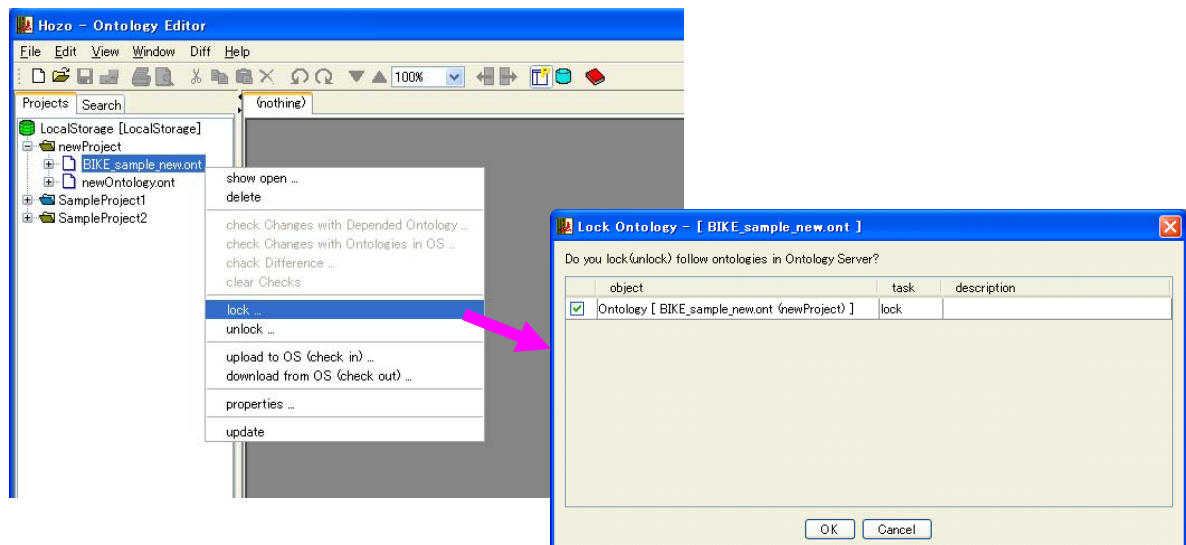 Hozo - Ontology Editor
File Edit View Window Diff Help
100%
Projects Search
(nothing)
LocalStorage [LocalStorage]
newProject
BIKE_sample_new.ont
newOntology.ont
SampleProject1
SampleProject2
show open ...
delete
check Changes with Depended Ontology ...
check Changes with Ontologies in OS ...
chack Difference ...
clear Checks
lock ...
unlock ...
upload to OS (check in) ...
download from OS (check out) ...
properties ...
update
Lock Ontology - [ BIKE_sample_new.ont ]
Do you lock(unlock) follow ontologies in Ontology Server?
object task description
Ontology [ BIKE_sample_new.ont (newProject) ] lock
OK Cancel